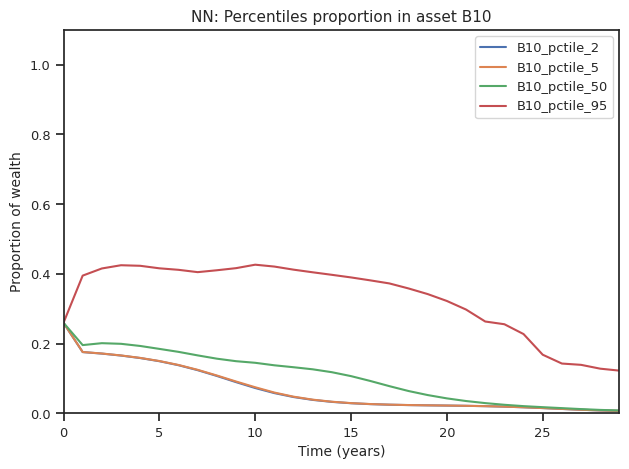 NN: Percentiles proportion in asset B10
B10_pctile_2
B10_pctile_5
B10_pctile_50
B10_pctile_95
Proportion of wealth
1.0
0.8
0.6
0.4
0.2
0.0
0 5 10 15 20 25
Time (years)